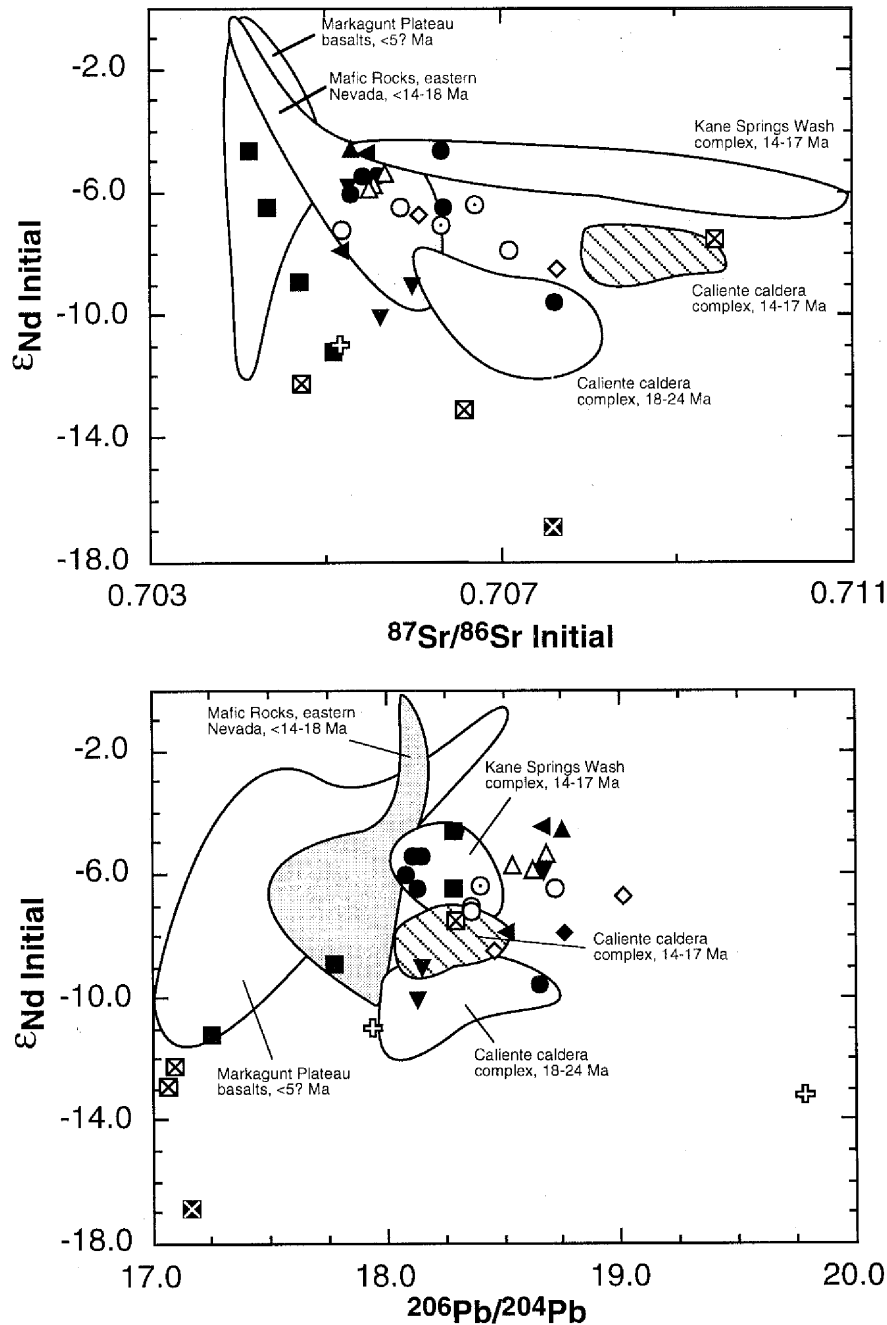 Markagunt Plateau
basalts, <5? Ma
-2.0
Mafic Rocks, eastern
Nevada, <14-18 Ma
Kane Springs Wash
complex, 14-17 Ma
-6.0
εNd Initial
Caliente caldera
complex, 14-17 Ma
-10.0
Caliente caldera
complex, 18-24 Ma
-14.0
-18.0
0.703 0.707 0.711
87Sr/86Sr Initial
Mafic Rocks, eastern
Nevada, <14-18 Ma
-2.0
Kane Springs Wash
complex, 14-17 Ma
-6.0
εNd Initial
Caliente caldera
complex, 14-17 Ma
-10.0
Caliente caldera
complex, 18-24 Ma
Markagunt Plateau
basalts, <5? Ma
-14.0
-18.0
17.0 18.0 19.0 20.0
206Pb/204Pb